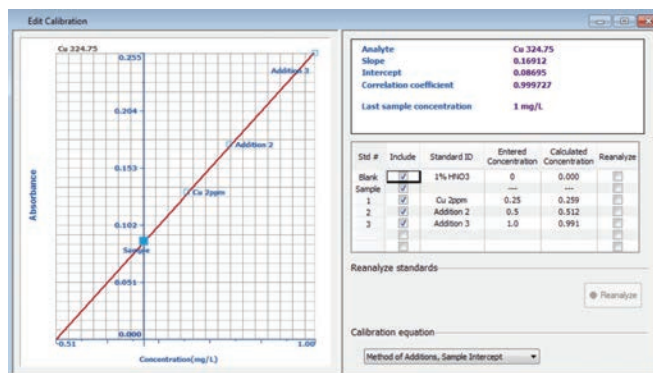 Edit Calibration
Cu 324.75
0.255
0.204
0.153
0.102
0.051
0.000
Absorbance
Addition 3
Addition 2
Cu 2ppm
Sample
-0.51
1.00
Concentration(mg/L)
Analyte Cu 324.75
Slope 0.16912
Intercept 0.08695
Correlation coefficient 0.999727
Last sample concentration 1 mg/L
Std # Include Standard ID Entered Concentration Calculated Concentration Reanalyze
Blank 1% HNO3 0 0.000
Sample --- ---
1 Cu 2ppm 0.25 0.259
2 Addition 2 0.5 0.512
3 Addition 3 1.0 0.991
Reanalyze standards
Reanalyze
Calibration equation
Method of Additions, Sample Intercept